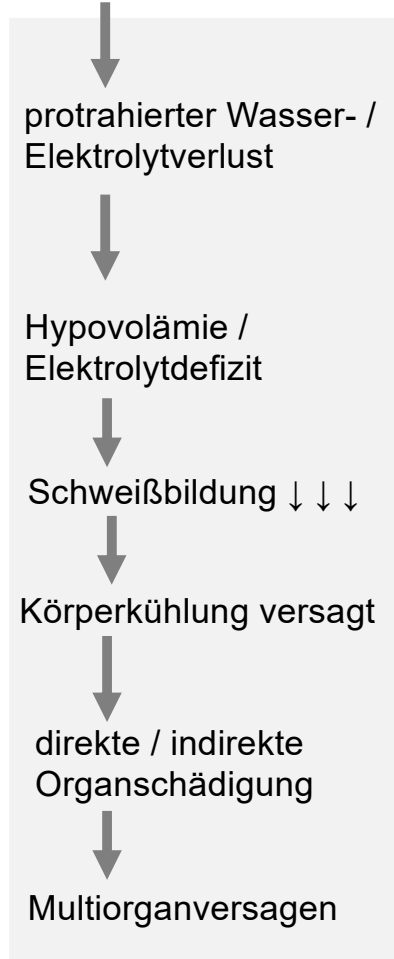 protrahierter Wasser- /
Elektrolytverlust
Hypovolämie /
Elektrolytdefizit
Schweißbildung ↓ ↓ ↓
Körperkühlung versagt
direkte / indirekte
Organschädigung
Multiorganversagen